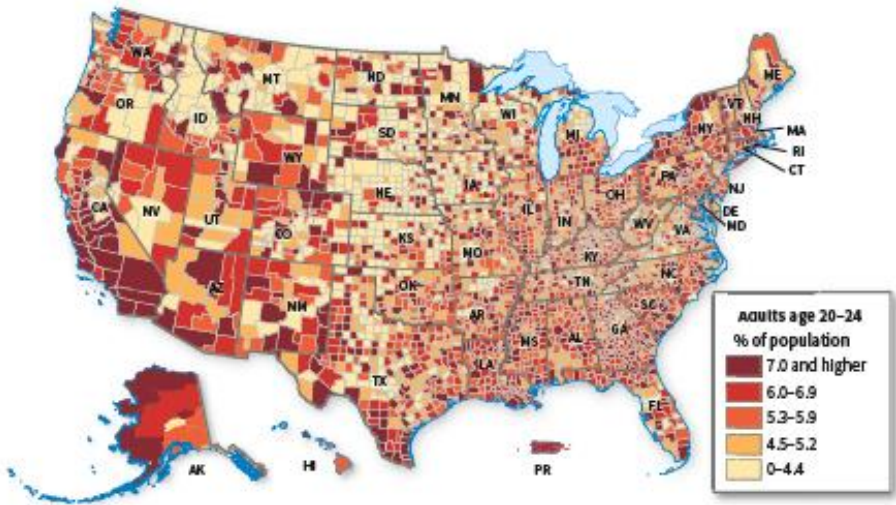 WA
MT
ND
MN
ME
OR
ID
SD
WI
MI
VT
NH
NY
MA
RI
CT
WY
NE
IA
PA
NJ
NV
UT
CO
IL
IN
OH
DE
MD
CA
KS
MO
WV
VA
KY
AZ
NM
OK
AR
TN
NC
SC
TX
LA
MS
AL
GA
FL
AK
HI
PR
Adults age 20–24
% of population
7.0 and higher
6.0–6.9
5.3–5.9
4.5–5.2
0–4.4